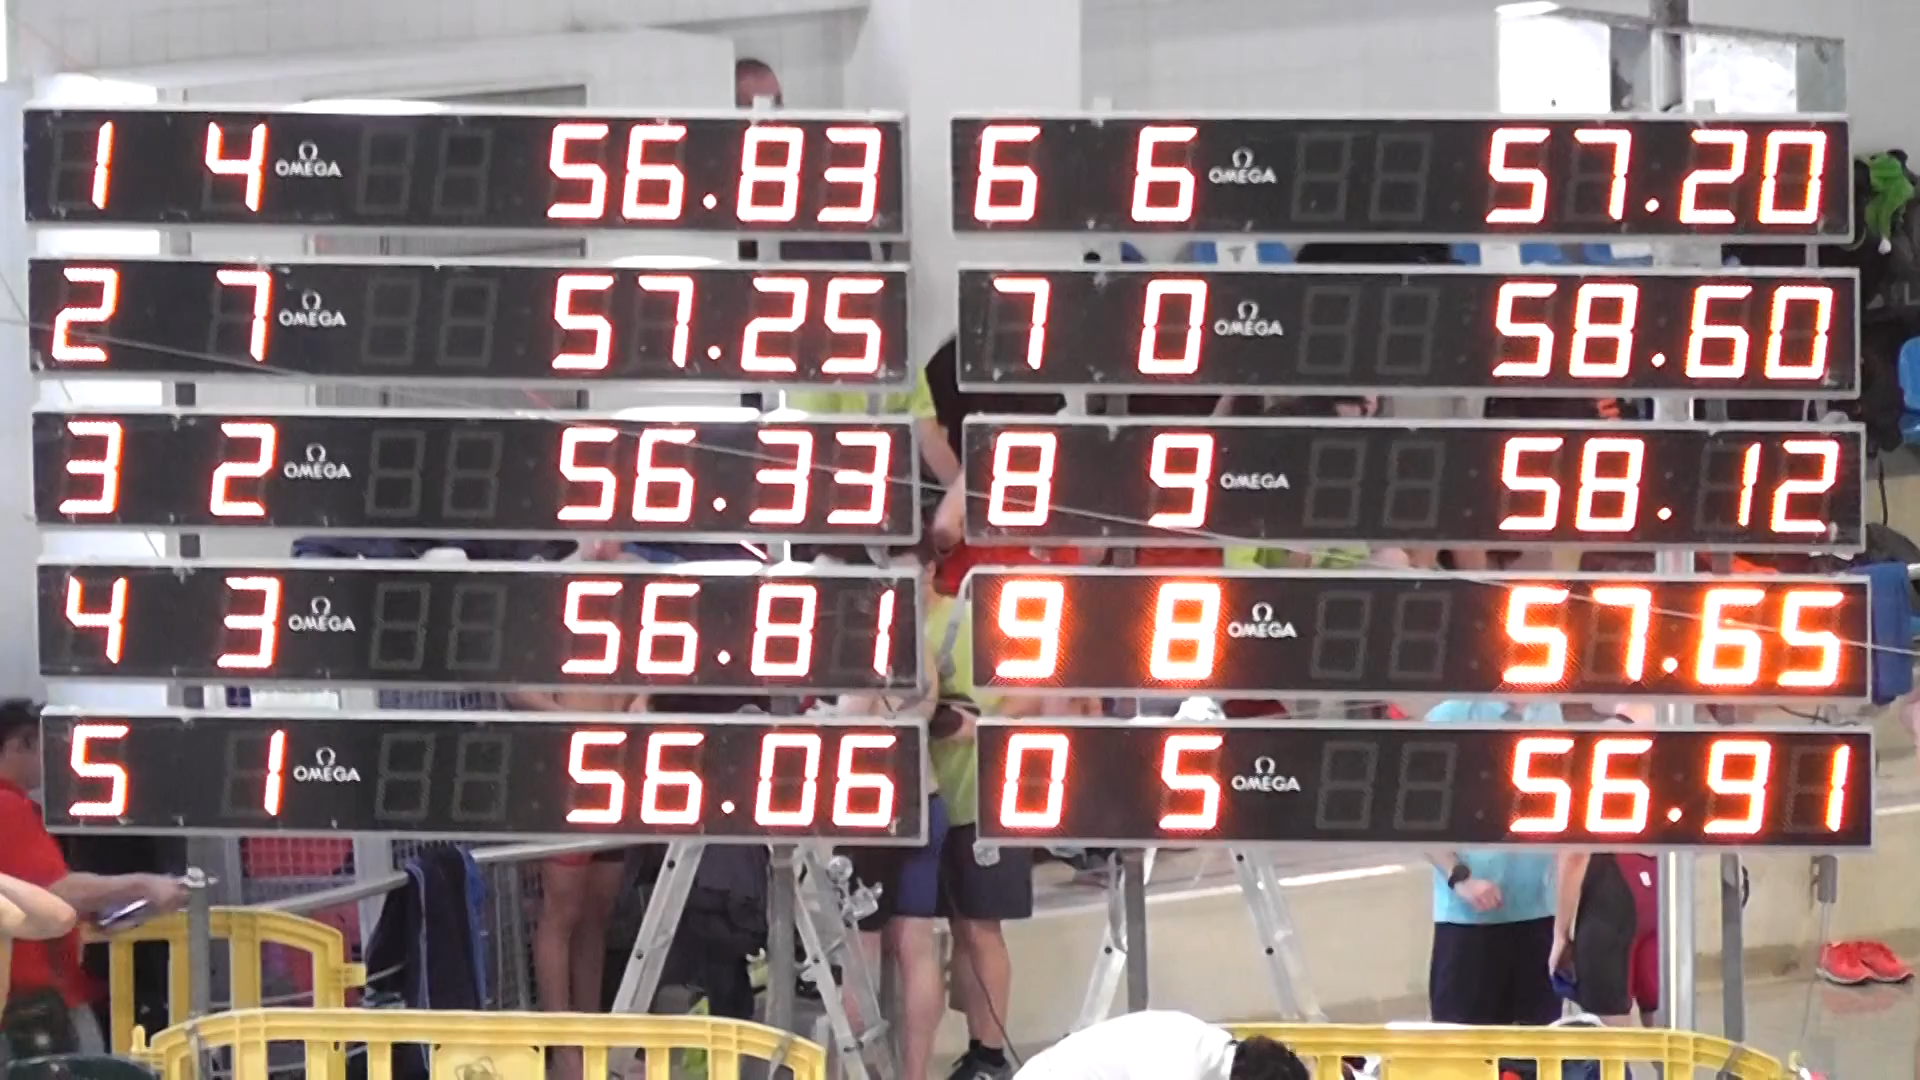 1 4 Ω OMEGA 56.83
2 7 Ω OMEGA 57.25
3 2 Ω OMEGA 56.33
4 3 Ω OMEGA 56.81
5 1 Ω OMEGA 56.06
6 6 Ω OMEGA 57.20
7 0 Ω OMEGA 58.60
8 9 OMEGA 58.12
9 8 Ω OMEGA 57.65
0 5 Ω OMEGA 56.91